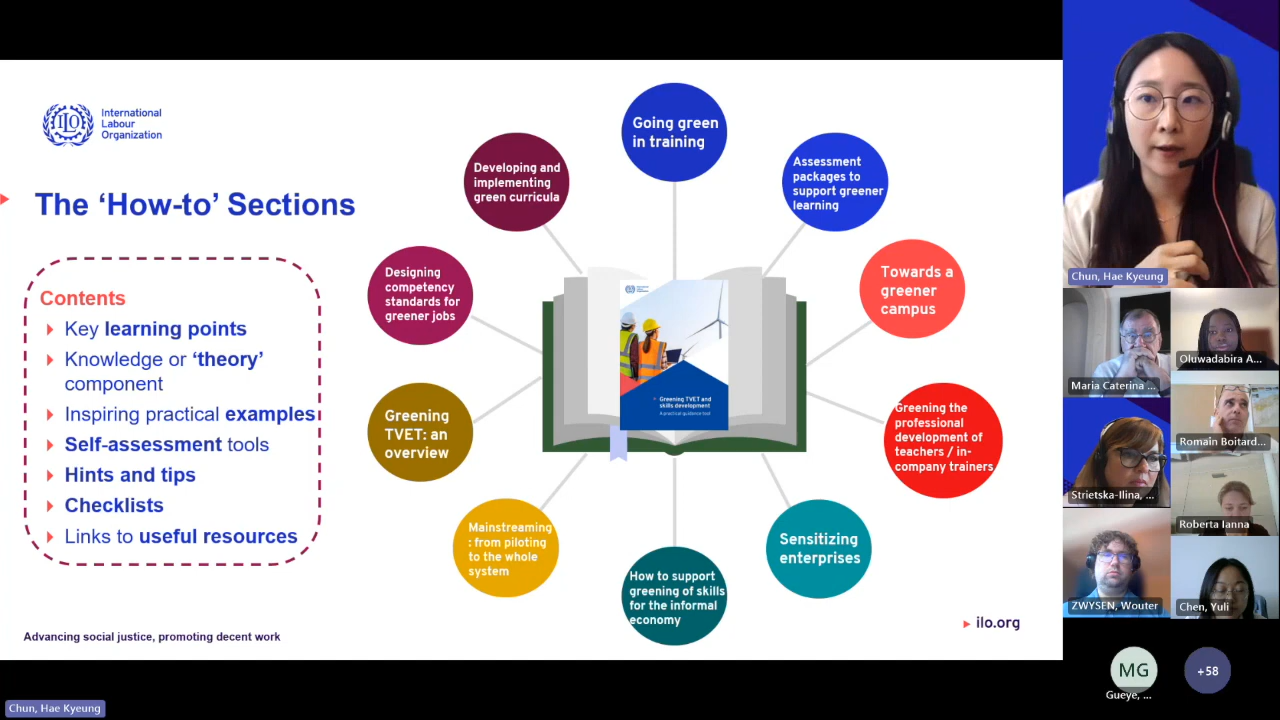 International
Labour
Organization
The ‘How-to’ Sections
Contents
Key learning points
Knowledge or ‘theory’
component
Inspiring practical examples
Self-assessment tools
Hints and tips
Checklists
Links to useful resources
Advancing social justice, promoting decent work
Going green
in training
Assessment
packages to
support greener
learning
Towards a
greener
campus
Greening the
professional
development of
teachers / in-
company trainers
Sensitizing
enterprises
How to support
greening of skills
for the informal
economy
Mainstreaming
: from piloting
to the whole
system
Greening
TVET: an
overview
Designing
competency
standards for
greener jobs
Developing and
implementing
green curricula
Greening TVET and
skills development
A practical guidance tool
ilo.org
Chun, Hae Kyeung
Maria Caterina ...
Oluwadabira A...
Strietska-Ilina, ...
Romain Boitard...
Roberta Ianna
ZWYSEN, Wouter
Chen, Yuli
MG
Gueye, ...
+58
Chun, Hae Kyeung